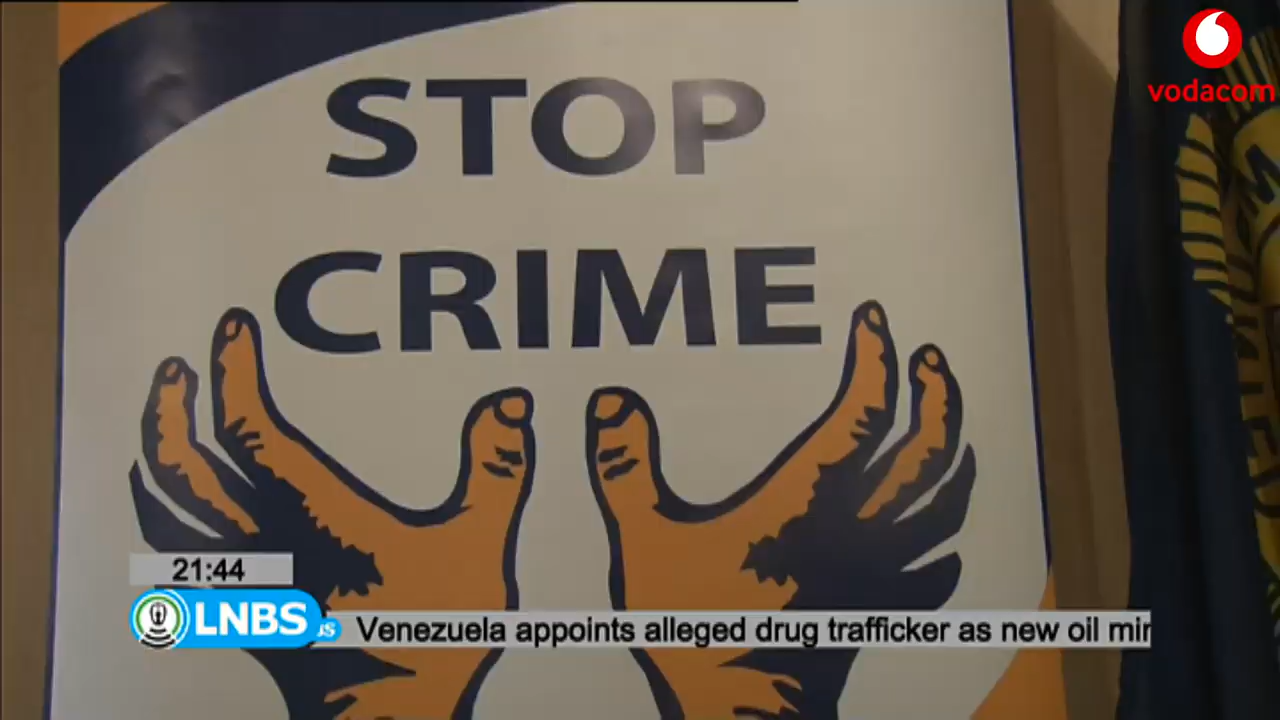 STOP
CRIME
vodacom
21:44
LNBS
Venezuela appoints alleged drug trafficker as new oil